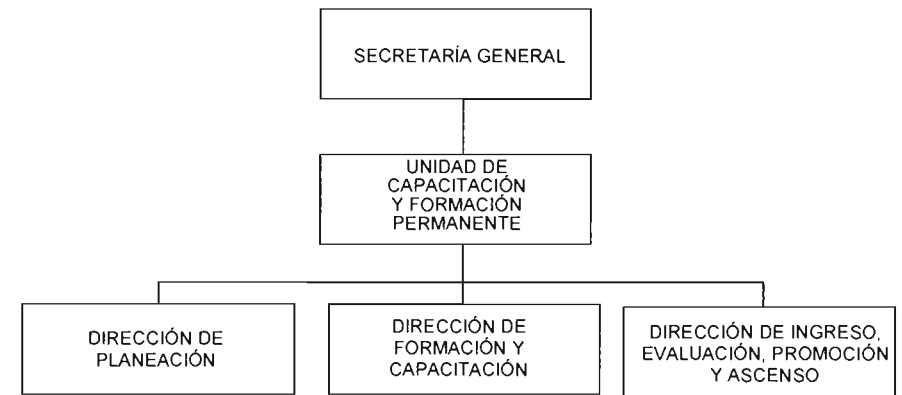 SECRETARÍA GENERAL
UNIDAD DE
CAPACITACIÓN
Y FORMACIÓN
PERMANENTE
DIRECCIÓN DE
PLANEACIÓN
DIRECCIÓN DE
FORMACIÓN Y
CAPACITACIÓN
DIRECCIÓN DE INGRESO,
EVALUACIÓN, PROMOCIÓN
Y ASCENSO